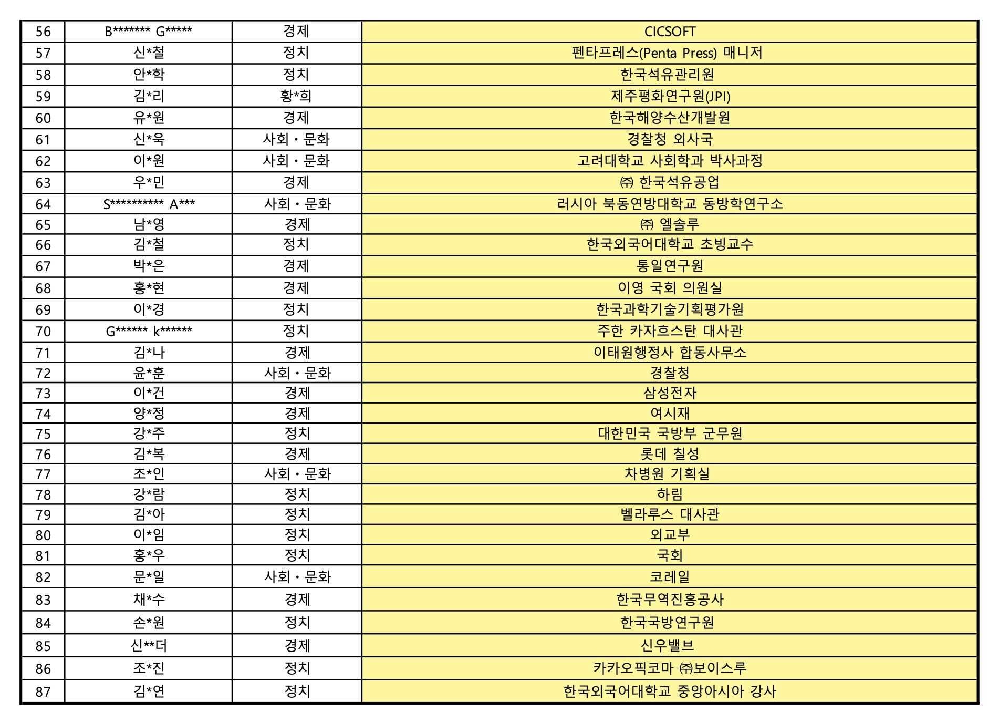 56 B******* G***** 경제 CICSOFT
57 신*철 정치 펜타프레스(Penta Press) 매니저
58 안*학 정치 한국석유관리원
59 김*리 황*희 제주평화연구원(JPI)
60 유*원 경제 한국해양수산개발원
61 신*욱 사회・문화 경찰청 외사국
62 이*원 사회・문화 고려대학교 사회학과 박사과정
63 우*민 경제 ㈜ 한국석유공업
64 S********** A*** 사회・문화 러시아 북동연방대학교 동방학연구소
65 남*영 경제 ㈜ 엘솔루
66 김*철 정치 한국외국어대학교 초빙교수
67 박*은 경제 통일연구원
68 홍*현 경제 이영 국회 의원실
69 이*경 정치 한국과학기술기획평가원
70 G****** k****** 정치 주한 카자흐스탄 대사관
71 김*나 경제 이태원행정사 합동사무소
72 윤*훈 사회・문화 경찰청
73 이*건 경제 삼성전자
74 양*정 경제 여시재
75 강*주 정치 대한민국 국방부 군무원
76 김*복 경제 롯데 칠성
77 조*인 사회・문화 차병원 기획실
78 강*람 정치 하림
79 김*아 정치 벨라루스 대사관
80 이*임 정치 외교부
81 홍*우 정치 국회
82 문*일 사회・문화 코레일
83 채*수 경제 한국무역진흥공사
84 손*원 정치 한국국방연구원
85 신**더 경제 신우밸브
86 조*진 정치 카카오픽코마 ㈜보이스루
87 김*연 정치 한국외국어대학교 중앙아시아 강사